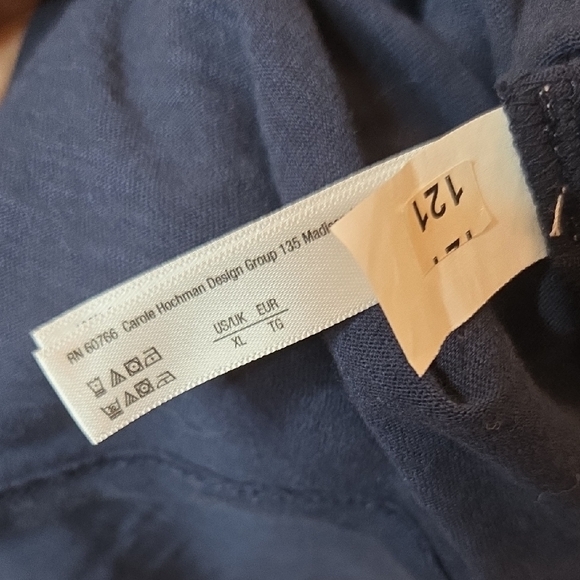 RN 60766 Carole Hochman Design Group 135
US/UK EUR
XL TG
121